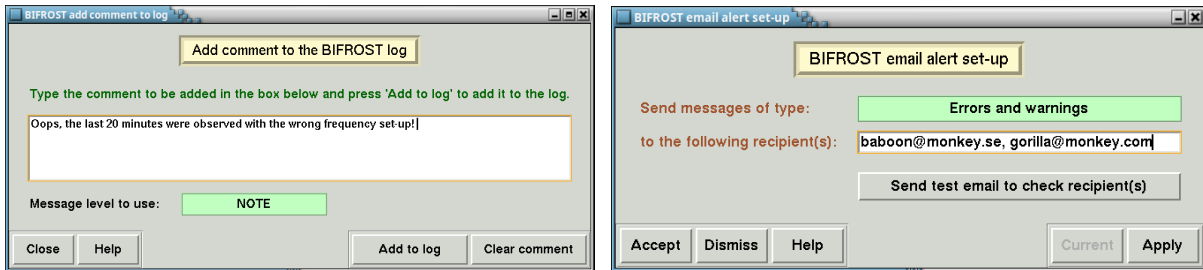 BIFROST add comment to log
Add comment to the BIFROST log
Type the comment to be added in the box below and press 'Add to log' to add it to the log.
Oops, the last 20 minutes were observed with the wrong frequency set-up!
Message level to use: NOTE
Close Help Add to log Clear comment
BIFROST email alert set-up
BIFROST email alert set-up
Send messages of type: Errors and warnings
to the following recipient(s): baboon@monkey.se, gorilla@monkey.com
Send test email to check recipient(s)
Accept Dismiss Help Current Apply